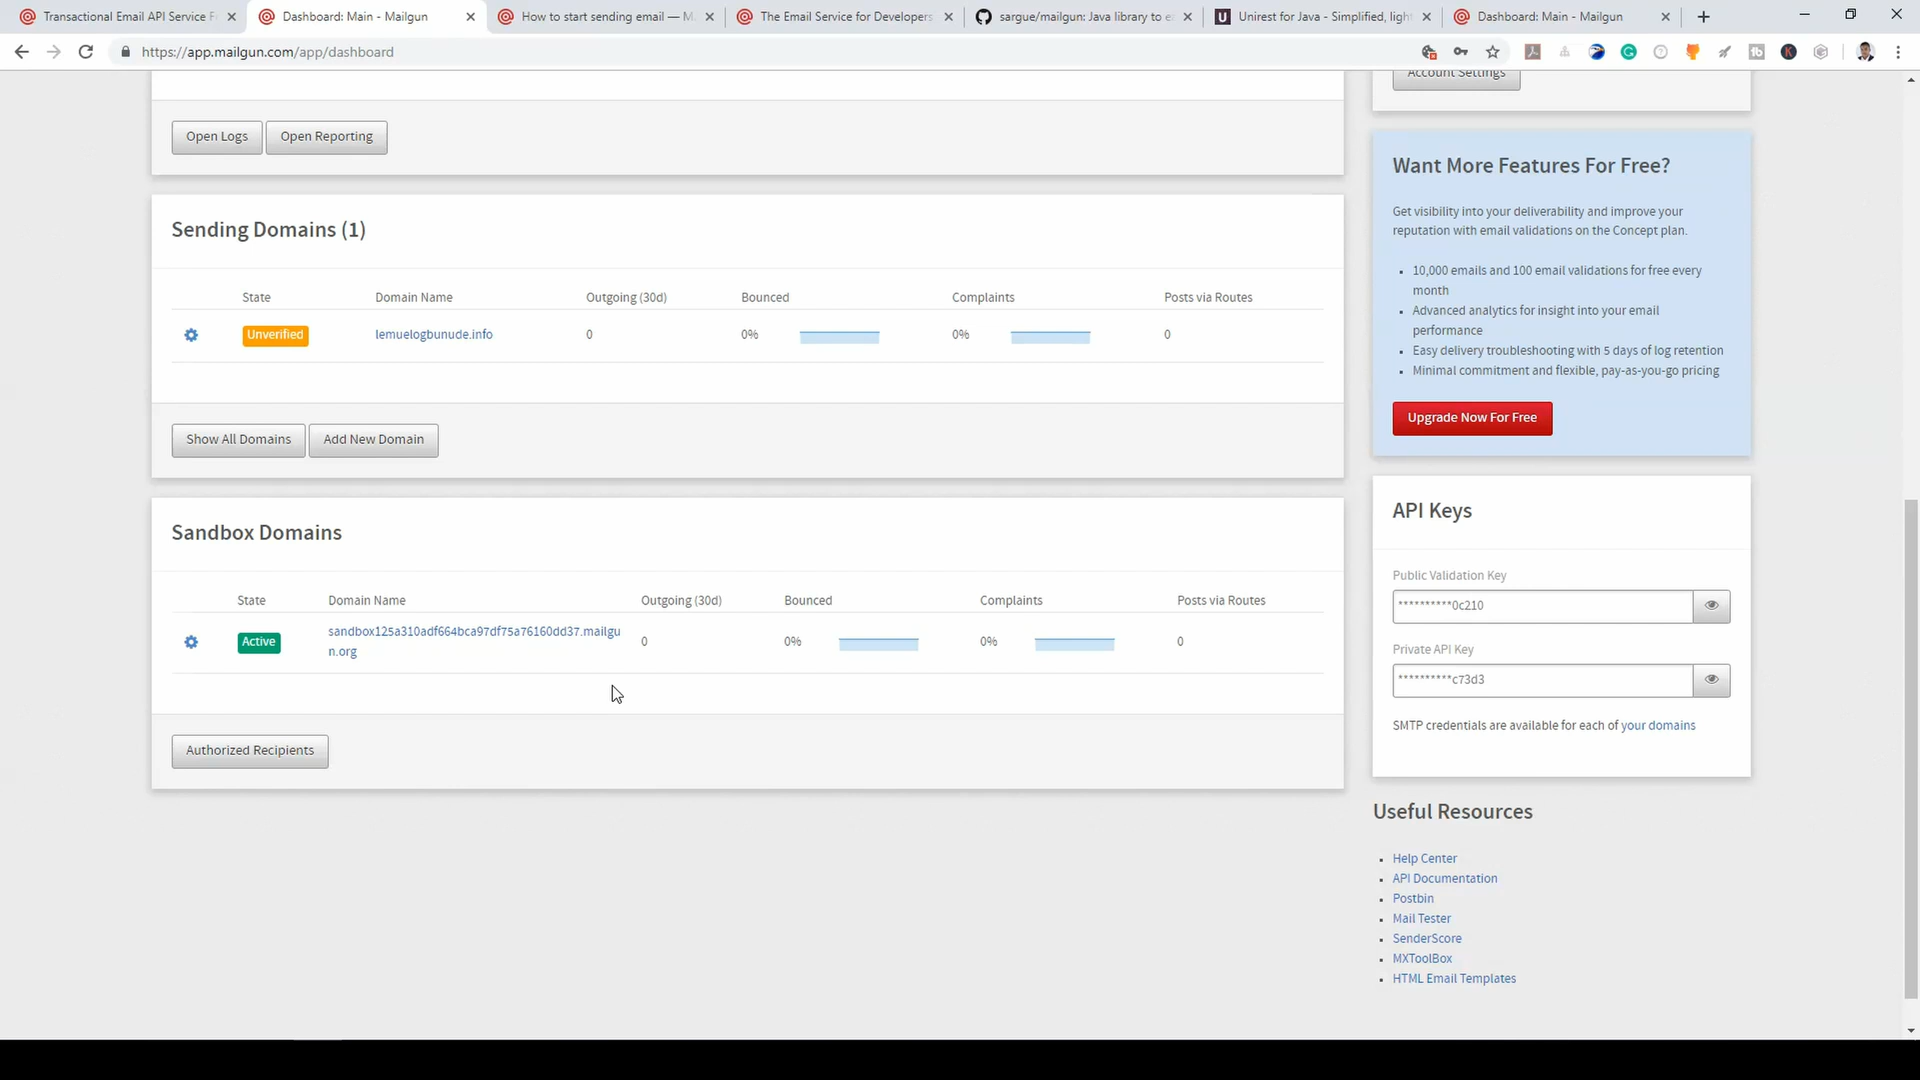 Transactional Email API Service F
Dashboard: Main - Mailgun
How to start sending email — M
The Email Service for Developers
sargue/mailgun: Java library to e
Unirest for Java - Simplified, ligh
Dashboard: Main - Mailgun
https://app.mailgun.com/app/dashboard
Account Settings
Open Logs
Open Reporting
Sending Domains (1)
State Domain Name Outgoing (30d) Bounced Complaints Posts via Routes
Unverified lemuelogbunude.info 0 0% 0% 0
Show All Domains
Add New Domain
Sandbox Domains
State Domain Name Outgoing (30d) Bounced Complaints Posts via Routes
Active sandbox125a310adf664bca97df75a76160dd37.mailgu 0 0% 0% 0
n.org
Authorized Recipients
Want More Features For Free?
Get visibility into your deliverability and improve your
reputation with email validations on the Concept plan.
10,000 emails and 100 email validations for free every
month
Advanced analytics for insight into your email
performance
Easy delivery troubleshooting with 5 days of log retention
Minimal commitment and flexible, pay-as-you-go pricing
Upgrade Now For Free
API Keys
Public Validation Key
**********0c210
Private API Key
**********c73d3
SMTP credentials are available for each of your domains
Useful Resources
Help Center
API Documentation
Postbin
Mail Tester
SenderScore
MXToolBox
HTML Email Templates